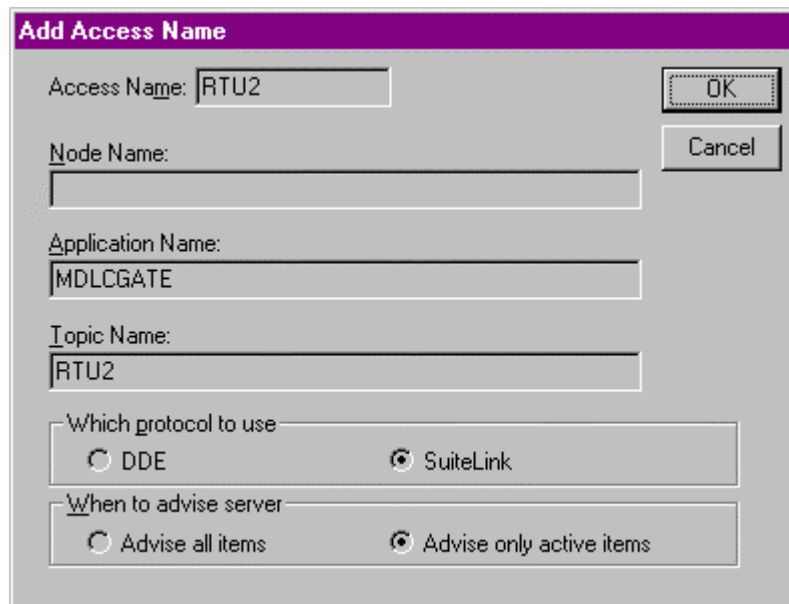 Add Access Name
Access Name: RTU2
OK
Cancel
Node Name:
Application Name:
MDLCGATE
Topic Name:
RTU2
Which protocol to use
DDE SuiteLink
When to advise server
Advise all items Advise only active items